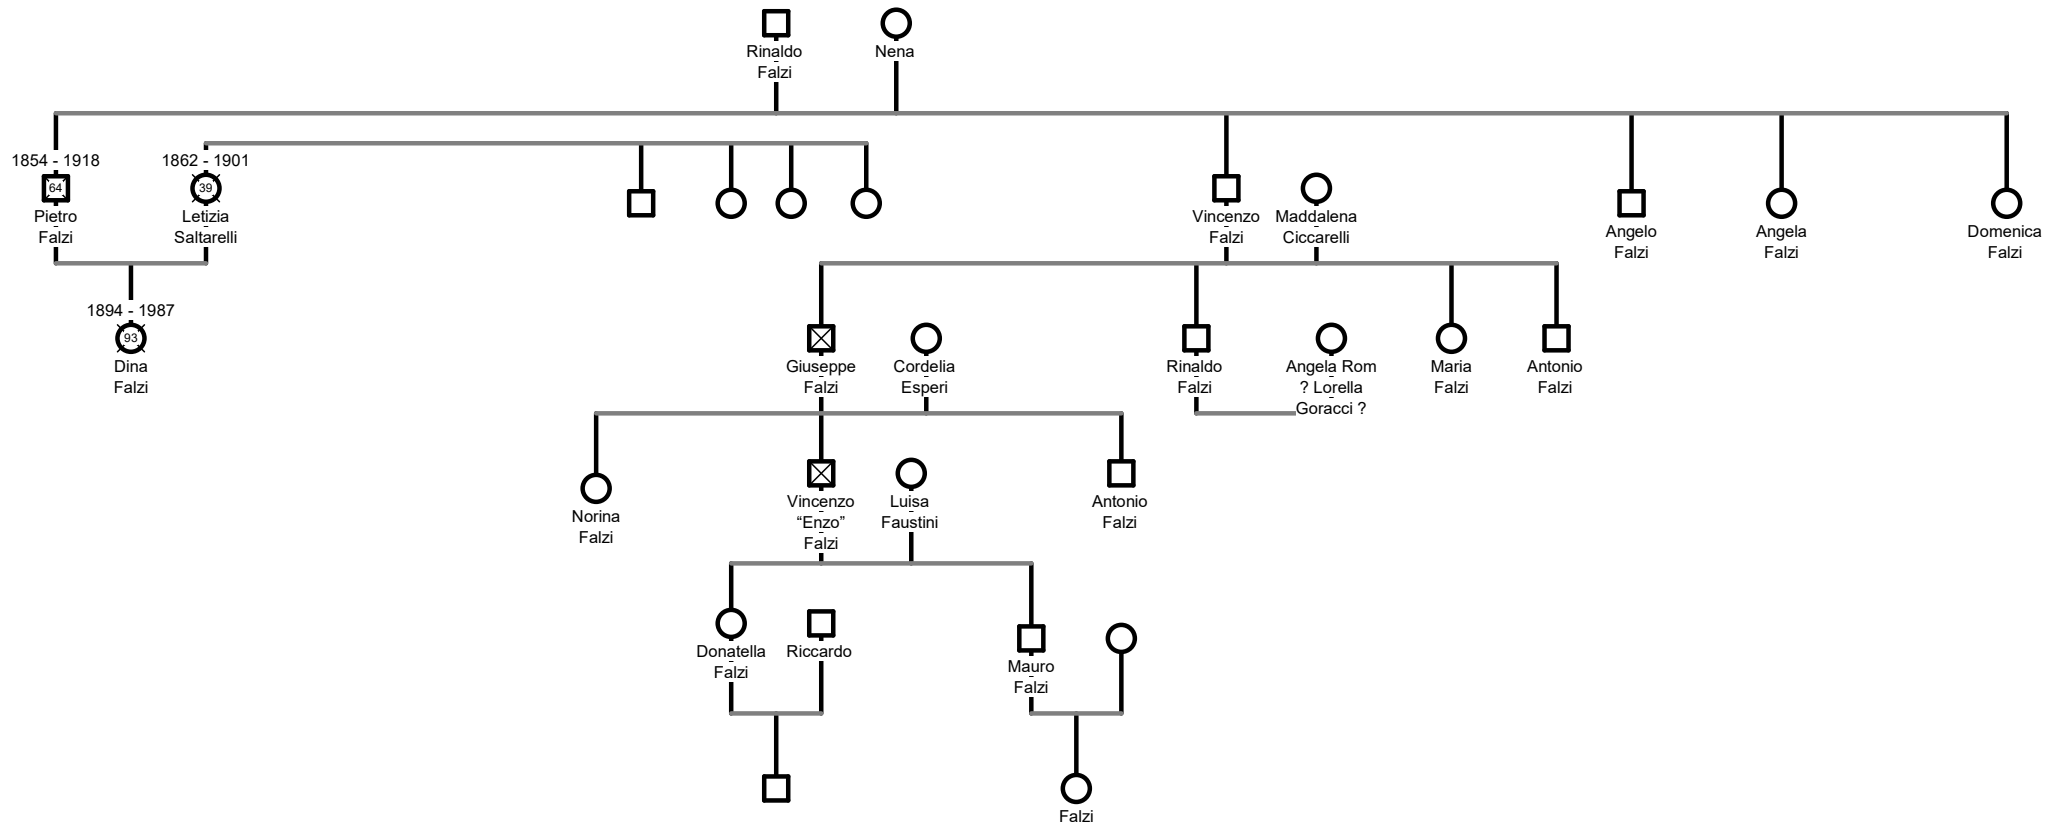 Rinaldo
Falzi
Nena
1854 - 1918
64
Pietro
Falzi
1862 - 1901
39
Letizia
Saltarelli
Vincenzo
Falzi
Maddalena
Ciccarelli
Angelo
Falzi
Angela
Falzi
Domenica
Falzi
1894 - 1987
93
Dina
Falzi
Giuseppe
Falzi
Cordelia
Esperi
Rinaldo
Falzi
Angela Rom
? Lorella
Goracci ?
Maria
Falzi
Antonio
Falzi
Norina
Falzi
Vincenzo
“Enzo”
Falzi
Luisa
Faustini
Antonio
Falzi
Donatella
Falzi
Riccardo
Mauro
Falzi
Falzi